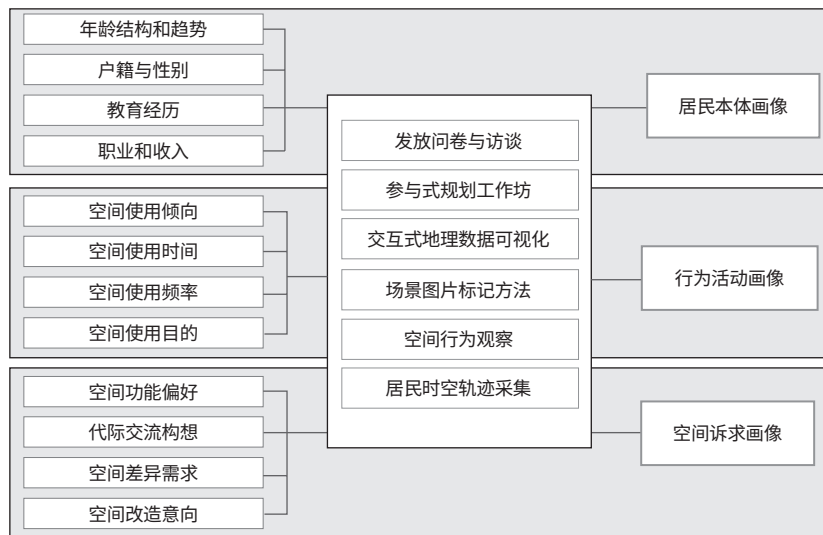 年龄结构和趋势
户籍与性别
教育经历
职业和收入
空间使用倾向
空间使用时间
空间使用频率
空间使用目的
空间功能偏好
代际交流构想
空间差异需求
空间改造意向
发放问卷与访谈
参与式规划工作坊
交互式地理数据可视化
场景图片标记方法
空间行为观察
居民时空轨迹采集
居民本体画像
行为活动画像
空间诉求画像